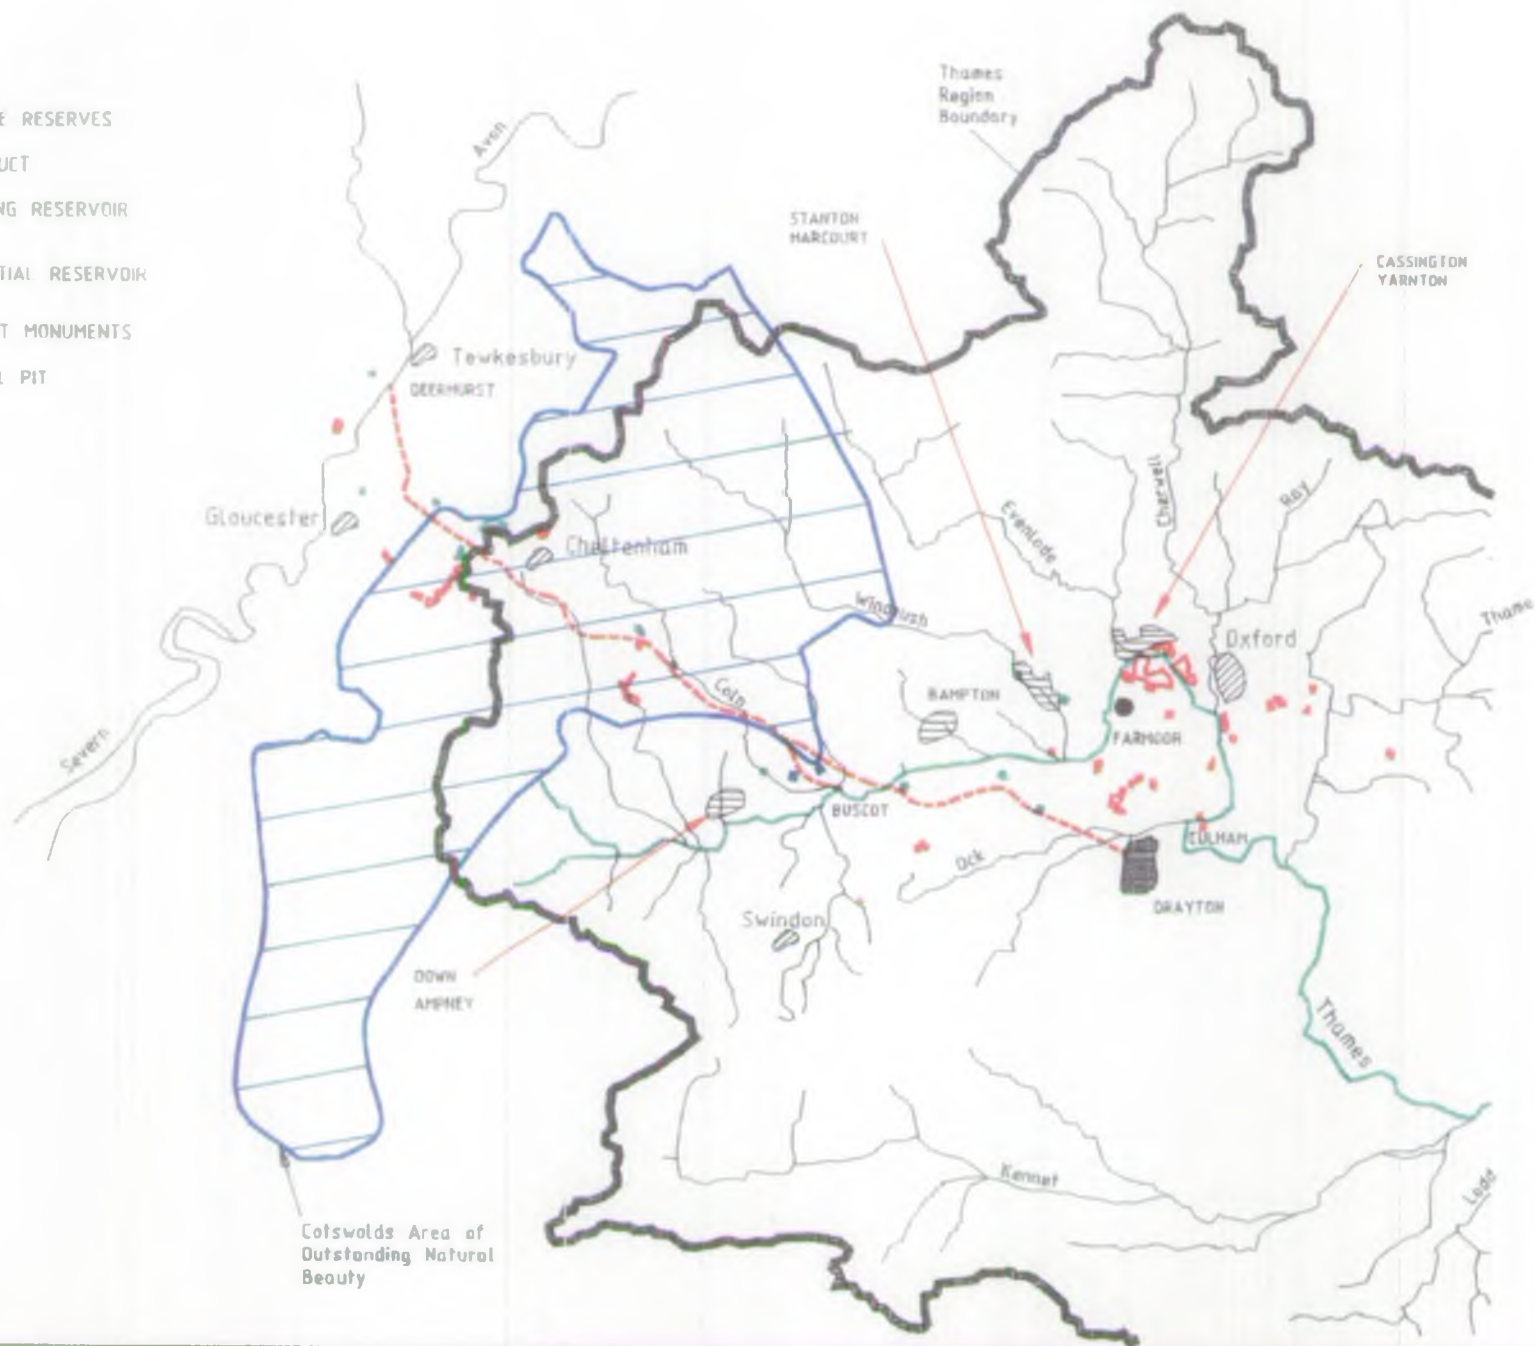 E RESERVES
UCT
NG RESERVOIR
TIAL RESERVOIR
T MONUMENTS
L PIT
Thames
Region
Boundary
Avon
STANTON
HARCOURT
CASSINGTON
YARNTON
Tewkesbury
DEERHURST
Gloucester
Cheltenham
Evenlode
Cherwell
Ray
Windrush
Thame
Oxford
BAMPTON
Coln
FARMOOR
Severn
BUSCOT
CULHAM
Ock
DRAYTON
Swindon
DOWN
AMPNEY
Thames
Kennet
Lodd
Cotswolds Area of
Outstanding Natural
Beauty